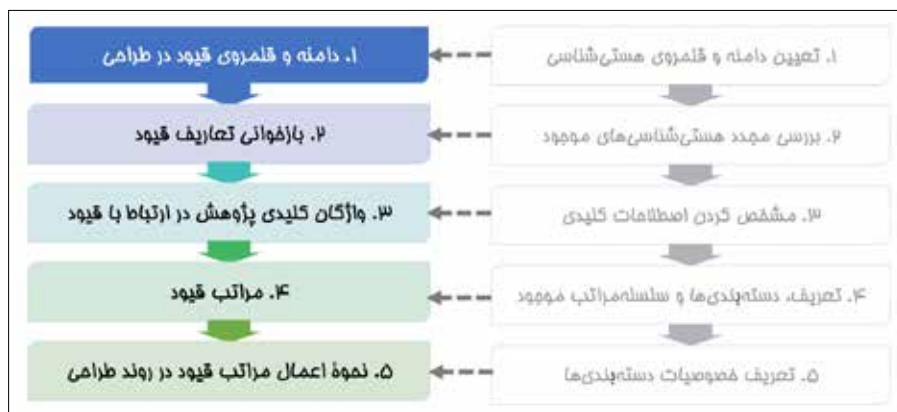 ۱. تعیین دامنه و قلمروی هستی‌شناسی
۱. دامنه و قلمروی قیود در طراحی
۲. بررسی مجدد هستی‌شناسی‌های موجود
۲. بازخوانی تعاریف قیود
۳. مشخص کردن اصطلاحات کلیدی
۳. واژگان کلیدی پژوهش در ارتباط با قیود
۴. تعریف، دسته‌بندی‌ها و سلسله‌مراتب موجود
۴. مراتب قیود
۵. تعریف خصوصیات دسته‌بندی‌ها
۵. نحوهٔ اعمال مراتب قیود در روند طراحی